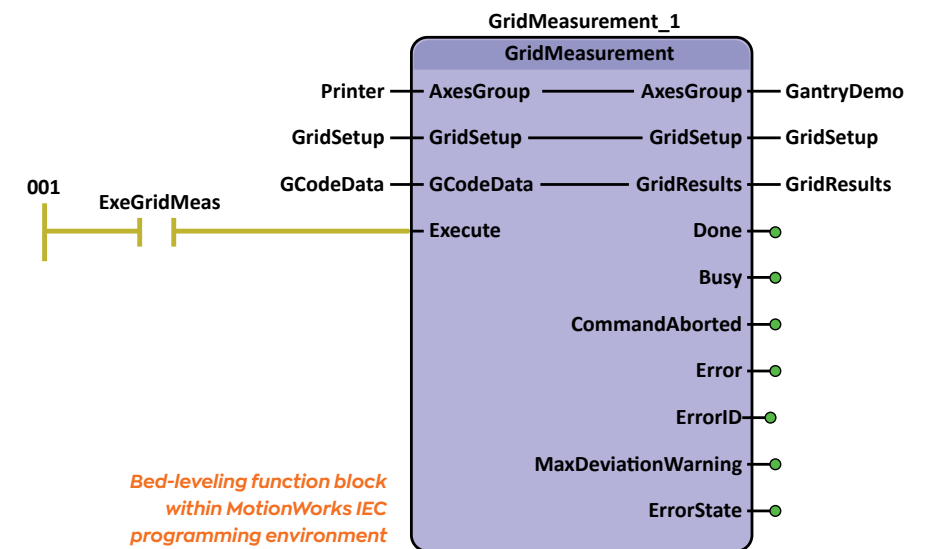 GridMeasurement_1
GridMeasurement
Printer AxesGroup AxesGroup GantryDemo
GridSetup GridSetup GridSetup GridSetup
GCodeData GCodeData GridResults GridResults
001
ExeGridMeas
Execute Done
Busy
CommandAborted
Error
ErrorID
MaxDeviationWarning
ErrorState
Bed-leveling function block
within MotionWorks IEC
programming environment